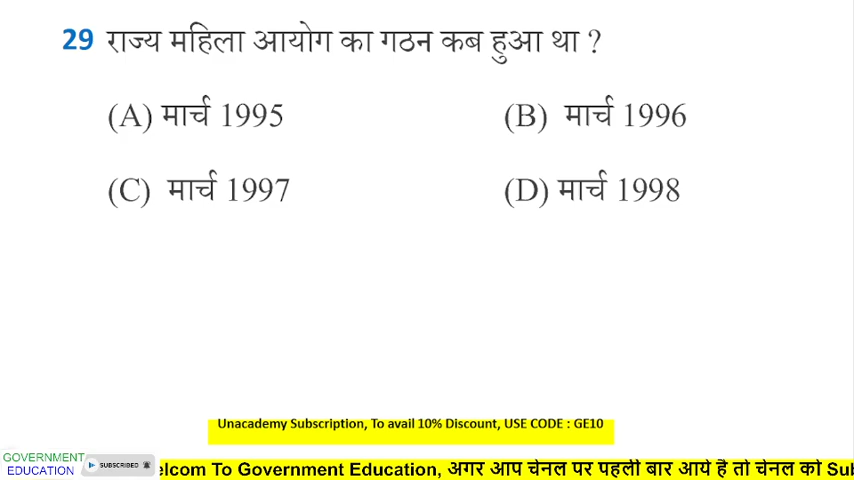 29 राज्य महिला आयोग का गठन कब हुआ था ?
(A) मार्च 1995 (B) मार्च 1996
(C) मार्च 1997 (D) मार्च 1998
Unacademy Subscription, To avail 10% Discount, USE CODE : GE10
GOVERNMENT
EDUCATION
SUBSCRIBED
elcom To Government Education, अगर आप चेनल पर पहली बार आये है तो चेनल को Sub